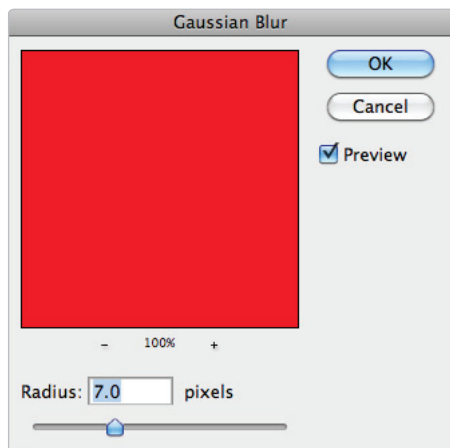 Gaussian Blur
OK
Cancel
Preview
- 100% +
Radius: 7.0 pixels